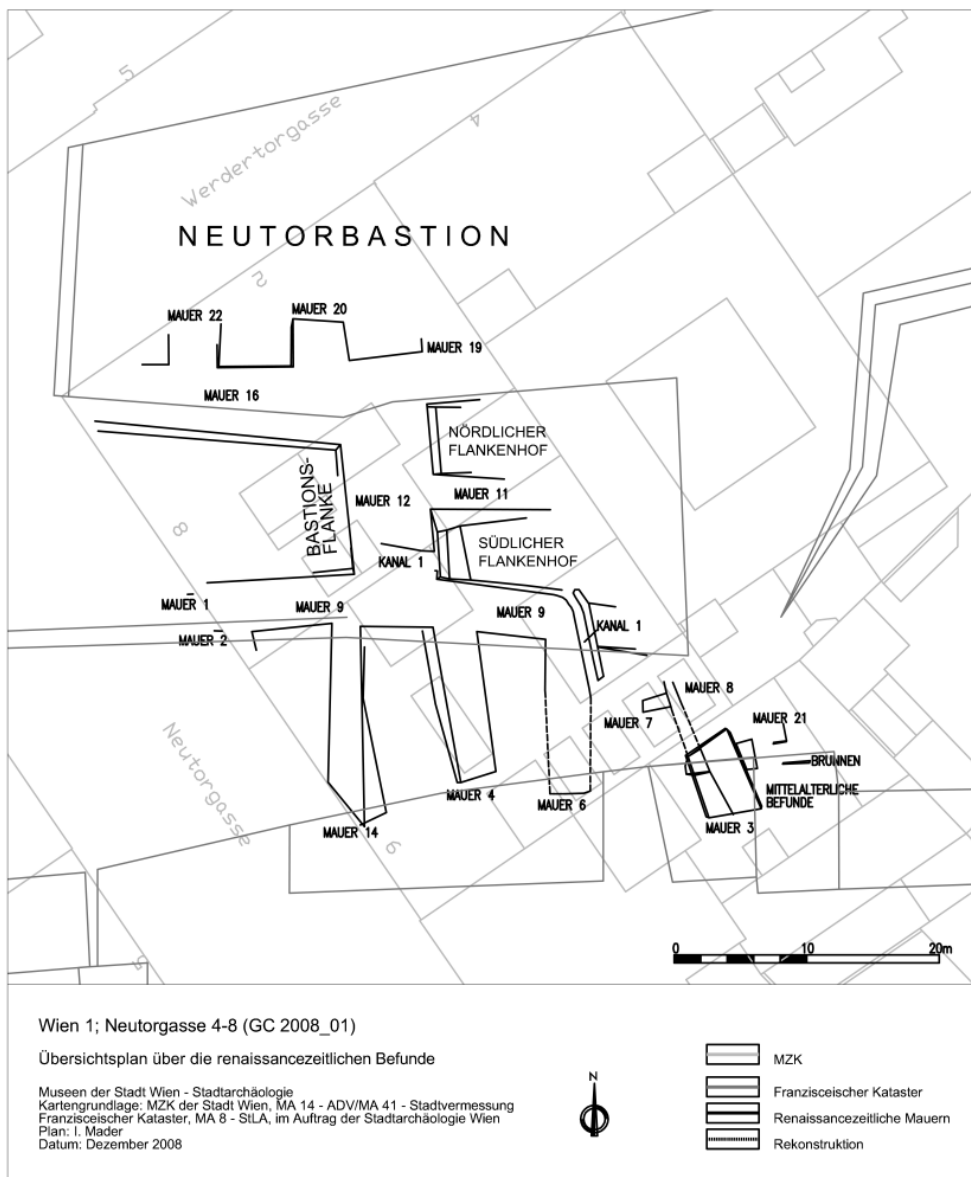 5
Werdertorgasse
4
NEUTORBASTION
2
MAUER 22
MAUER 20
MAUER 19
MAUER 16
NÖRDLICHER
FLANKENHOF
BASTIONS-
FLANKE
MAUER 12
MAUER 11
8
SÜDLICHER
FLANKENHOF
KANAL 1
MAUER 1
MAUER 9
MAUER 9
KANAL 1
MAUER 2
MAUER 8
MAUER 7
MAUER 21
Neutorgasse
BRUNNEN
MITTELALTERLICHE
BEFUNDE
MAUER 4
MAUER 6
MAUER 3
MAUER 14
6
5
0 10 20m
Wien 1; Neutorgasse 4-8 (GC 2008_01)
Übersichtsplan über die renaissancezeitlichen Befunde
Museen der Stadt Wien - Stadtarchäologie
Kartengrundlage: MZK der Stadt Wien, MA 14 - ADV/MA 41 - Stadtvermessung
Franzisceischer Kataster, MA 8 - StLA, im Auftrag der Stadtarchäologie Wien
Plan: I. Mader
Datum: Dezember 2008
N
MZK
Franzisceischer Kataster
Renaissancezeitliche Mauern
Rekonstruktion